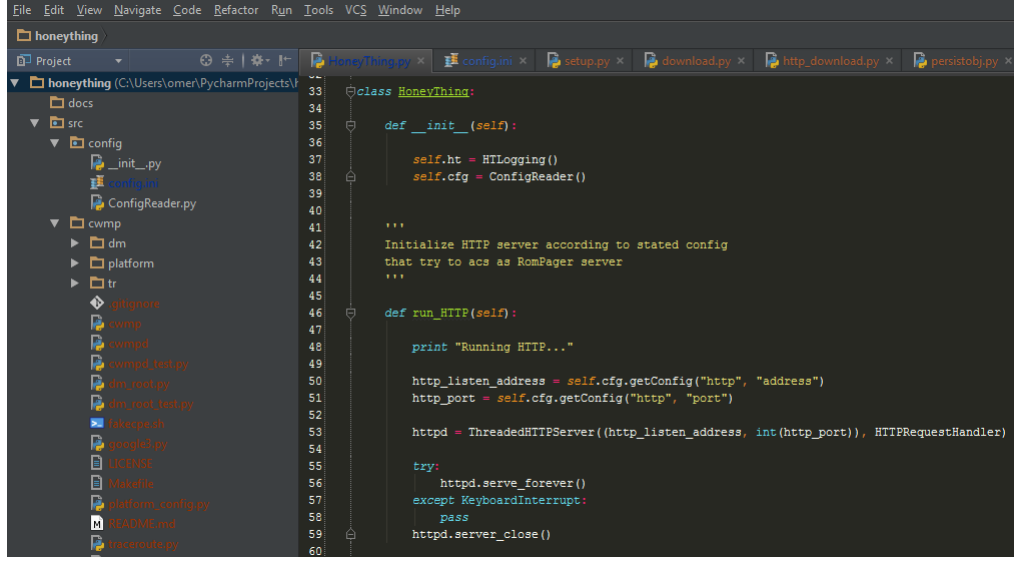 File Edit View Navigate Code Refactor Run Tools VCS Window Help
honeything
Project
honeything (C:\Users\omer\PycharmProjects\h
docs
src
config
__init__.py
config.ini
ConfigReader.py
cwmp
dm
platform
tr
.gitignore
cwmp
cwmpd
cwmpd_test.py
dm_root.py
dm_root_test.py
fakecpe.sh
google3.py
LICENSE
Makefile
platform_config.py
README.md
traceroute.py
HoneyThing.py × config.ini × setup.py × download.py × http_download.py × persistobj.py ×
32
33 class HoneyThing:
34
35 def __init__(self):
36
37 self.ht = HTLogging()
38 self.cfg = ConfigReader()
39
40
41 '''
42 Initialize HTTP server according to stated config
43 that try to acs as RomPager server
44 '''
45
46 def run_HTTP(self):
47
48 print "Running HTTP..."
49
50 http_listen_address = self.cfg.getConfig("http", "address")
51 http_port = self.cfg.getConfig("http", "port")
52
53 httpd = ThreadedHTTPServer((http_listen_address, int(http_port)), HTTPRequestHandler)
54
55 try:
56 httpd.serve_forever()
57 except KeyboardInterrupt:
58 pass
59 httpd.server_close()
60